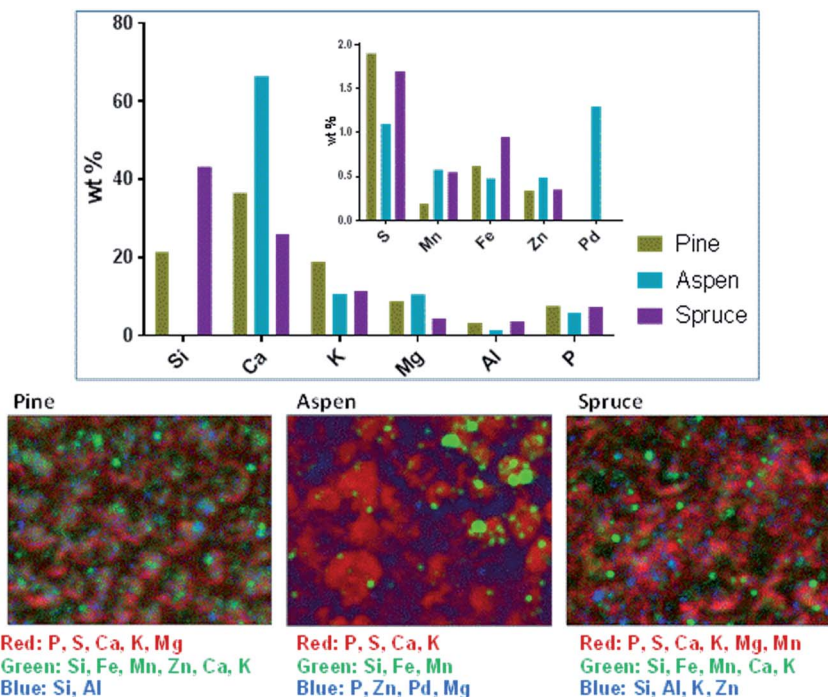 80
60
40
20
0
wt %
Si
Ca
K
Mg
Al
P
2.0
1.5
1.0
0.5
0.0
wt %
S
Mn
Fe
Zn
Pd
Pine
Aspen
Spruce
Pine
Aspen
Spruce
Red: P, S, Ca, K, Mg
Green: Si, Fe, Mn, Zn, Ca, K
Blue: Si, Al
Red: P, S, Ca, K
Green: Si, Fe, Mn
Blue: P, Zn, Pd, Mg
Red: P, S, Ca, K, Mg, Mn
Green: Si, Fe, Mn, Ca, K
Blue: Si, Al, K, Zn